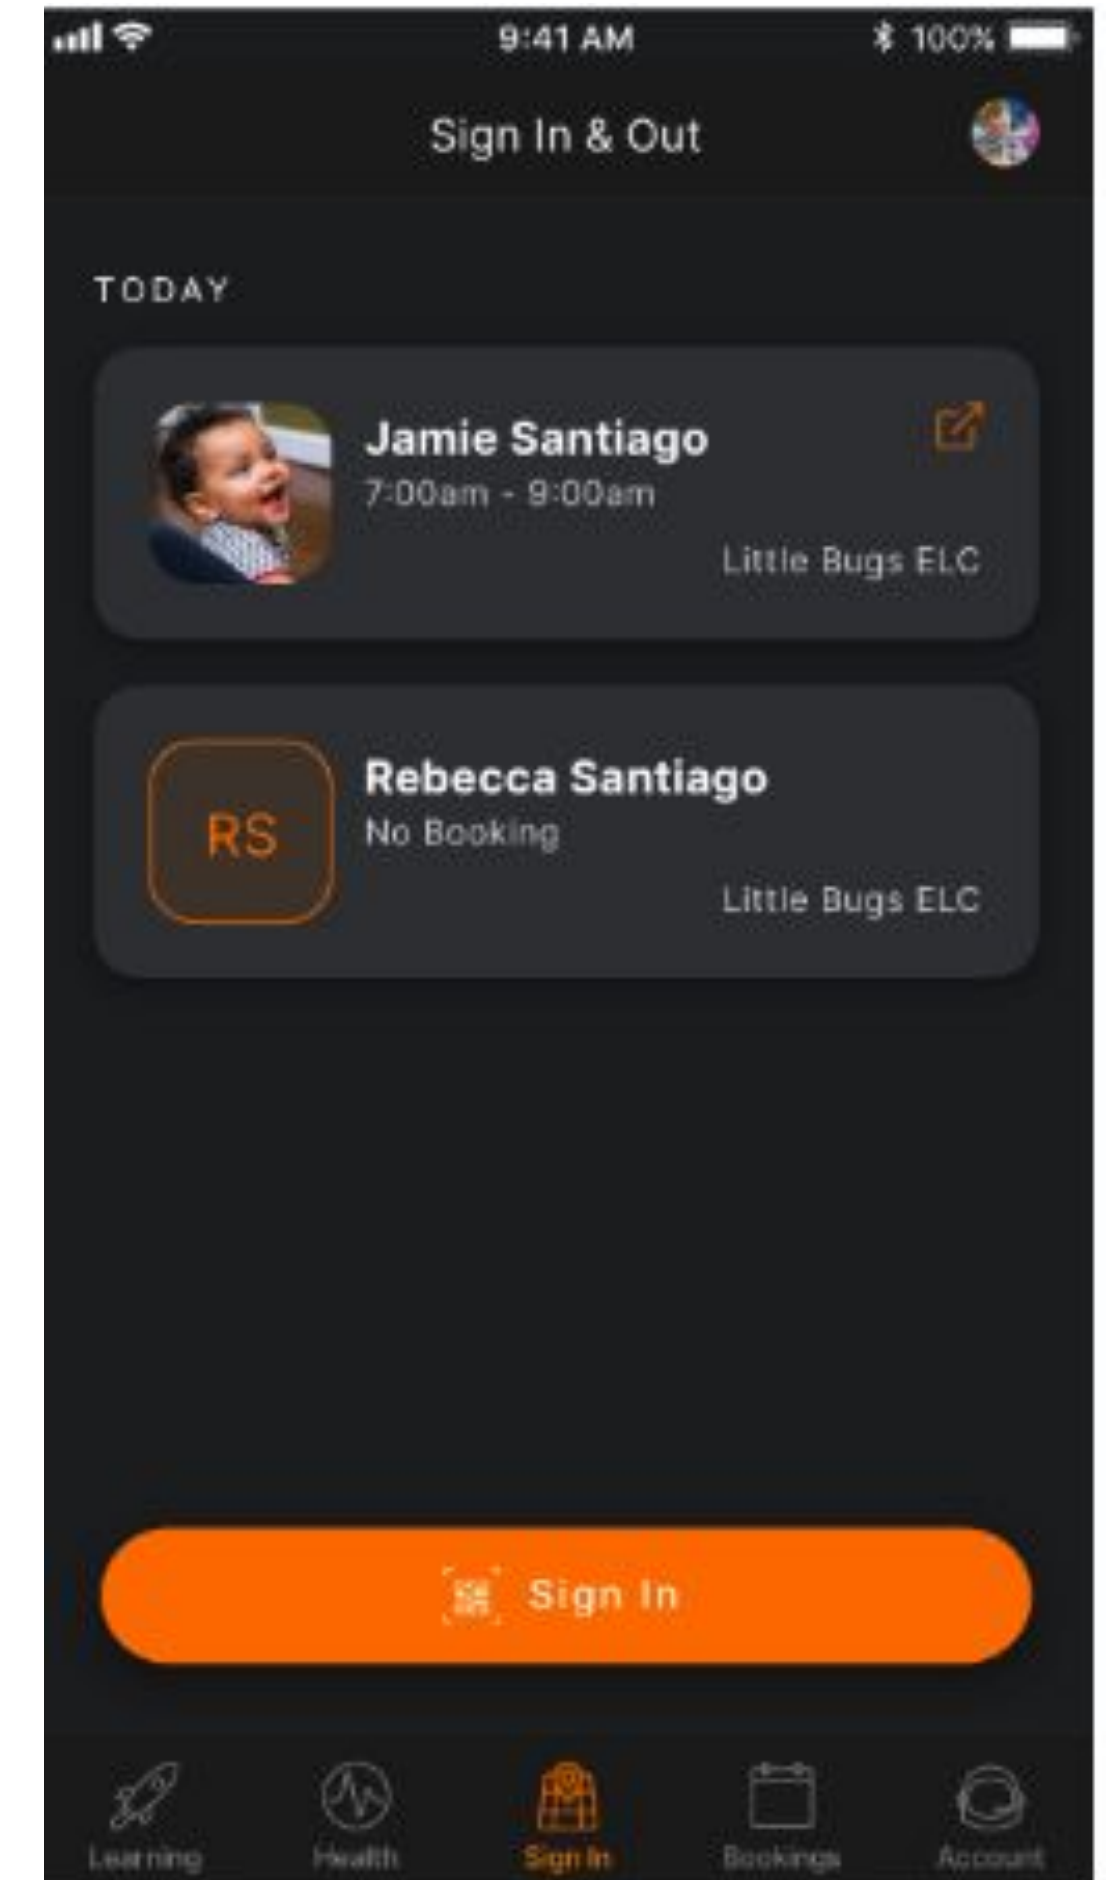 9:41 AM
100%
Sign In & Out
TODAY
Jamie Santiago
7:00am - 9:00am
Little Bugs ELC
RS
Rebecca Santiago
No Booking
Little Bugs ELC
Sign In
Learning
Health
Sign In
Bookings
Account